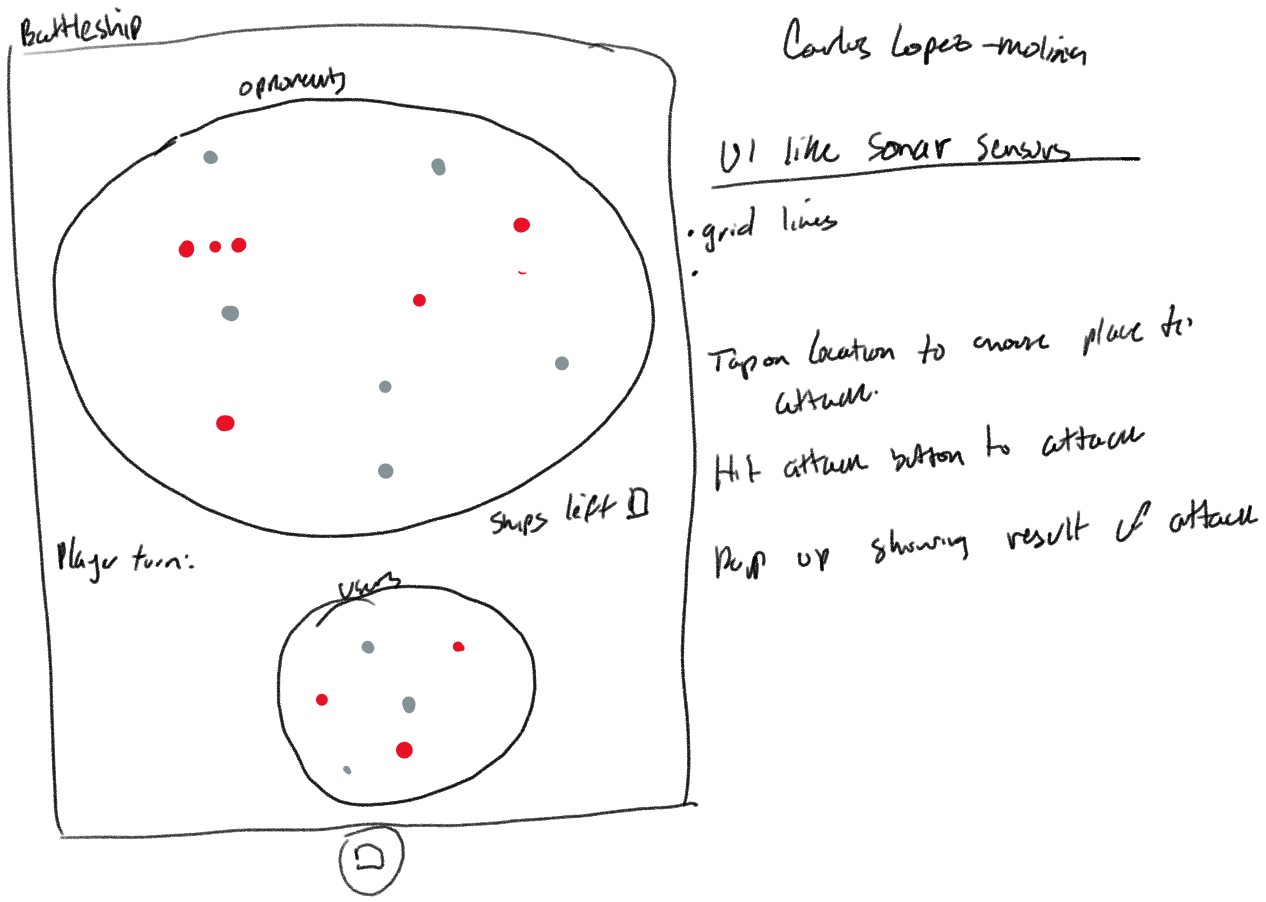 Battleship
Carlos Lopez-molina
opponents
UI like Sonar Sensors
• grid lines
•
Tap on location to choose place to
attack.
Hit attack button to attack
Ships left
Pop up showing result of attack
Player turn:
users